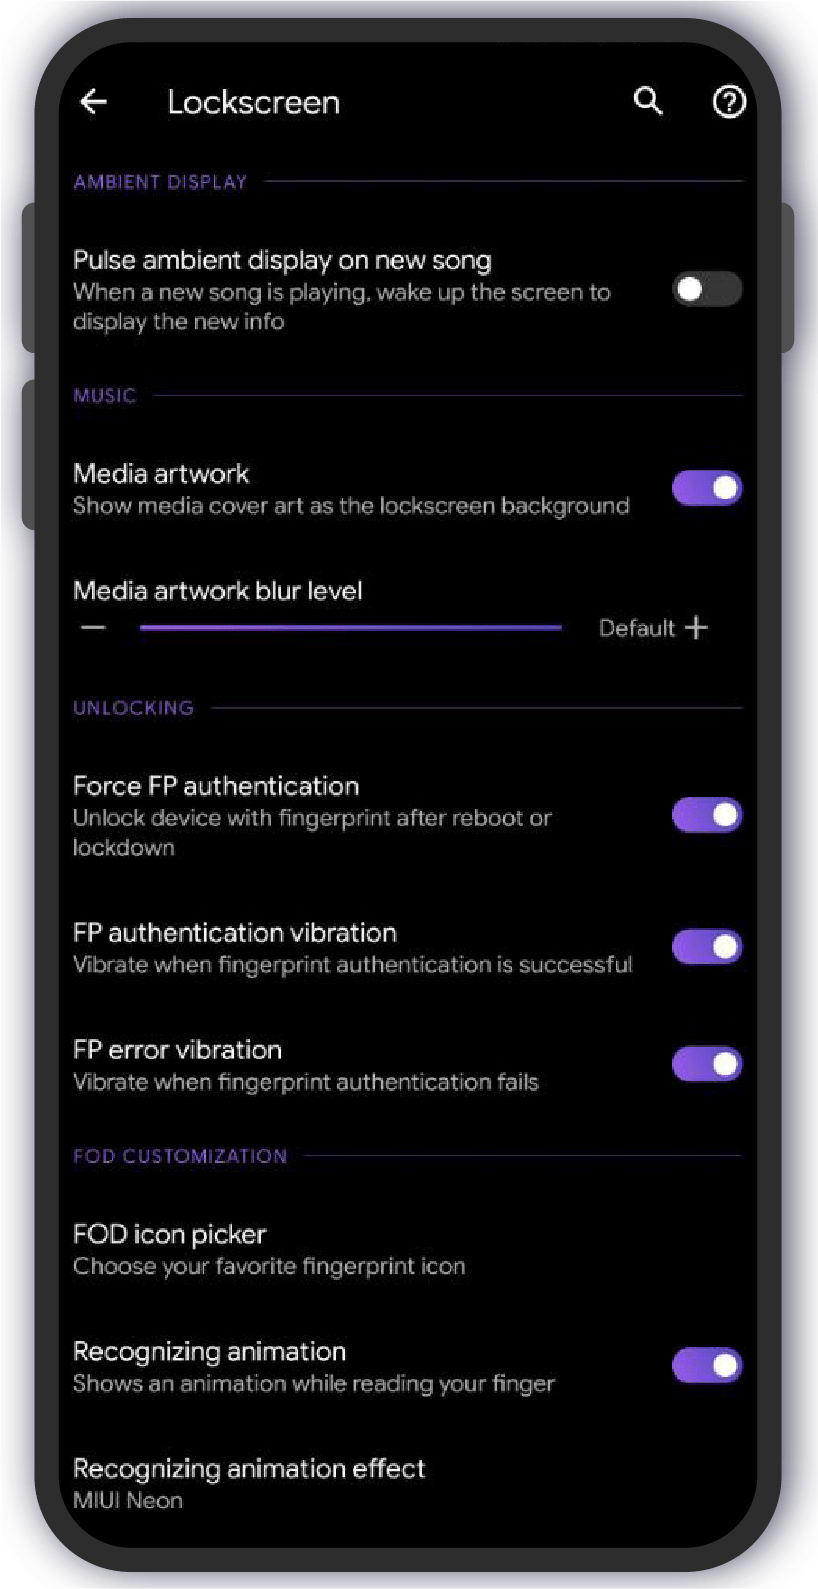 Lockscreen
AMBIENT DISPLAY
Pulse ambient display on new song
When a new song is playing, wake up the screen to
display the new info
MUSIC
Media artwork
Show media cover art as the lockscreen background
Media artwork blur level
Default
UNLOCKING
Force FP authentication
Unlock device with fingerprint after reboot or
lockdown
FP authentication vibration
Vibrate when fingerprint authentication is successful
FP error vibration
Vibrate when fingerprint authentication fails
FOD CUSTOMIZATION
FOD icon picker
Choose your favorite fingerprint icon
Recognizing animation
Shows an animation while reading your finger
Recognizing animation effect
MIUI Neon